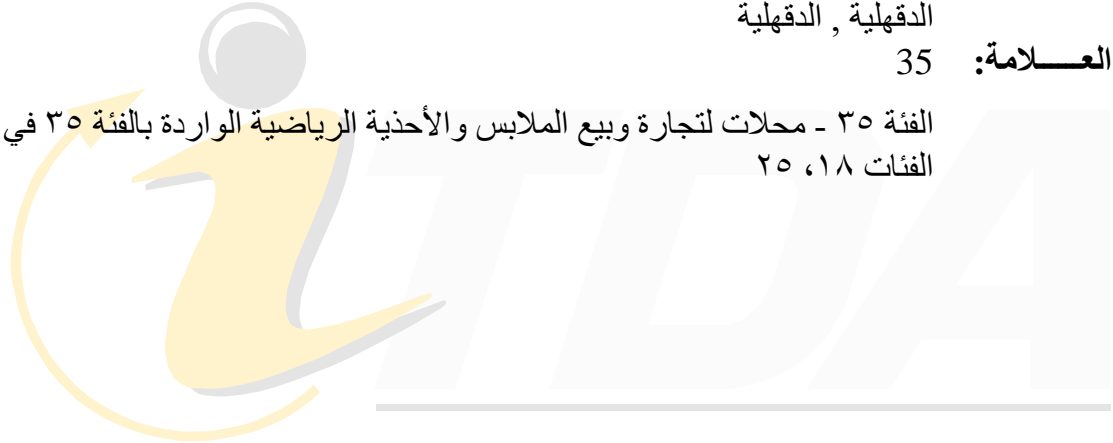 الدقهلية , الدقهلية
العـــــلامة: 35
الفئة ٣٥ - محلات لتجارة وبيع الملابس والأحذية الرياضية الواردة بالفئة ٣٥ في
الفئات ١٨، ٢٥
iTDA